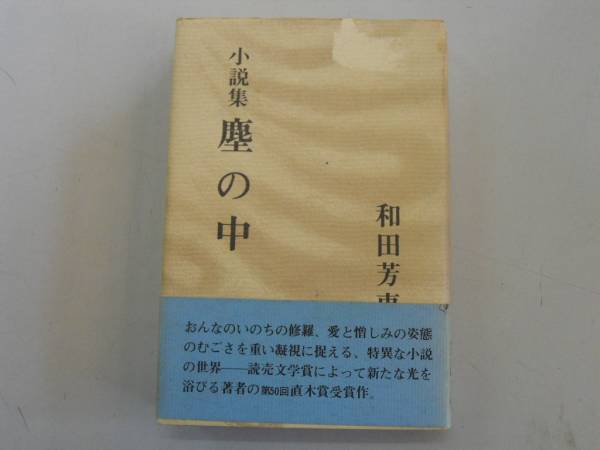 小説集
塵の中
和田芳恵
おんなのいのちの修羅、愛と憎しみの姿態
のむごさを重い凝視に捉える、特異な小説
の世界──読売文学賞によって新たな光を
浴びる著者の第50回直木賞受賞作。